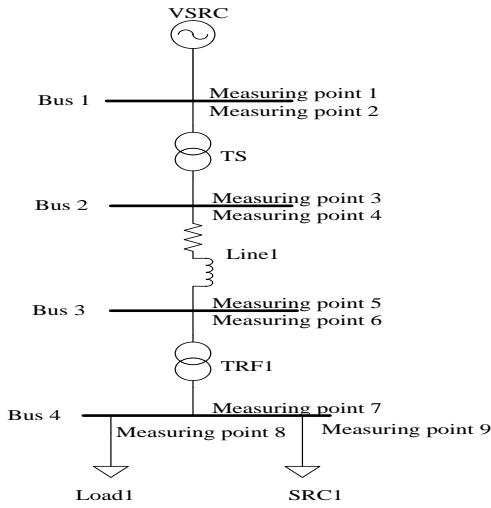 VSRC
Measuring point 1
Bus 1
Measuring point 2
TS
Measuring point 3
Bus 2
Measuring point 4
Line1
Measuring point 5
Bus 3
Measuring point 6
TRF1
Measuring point 7
Bus 4
Measuring point 8
Measuring point 9
Load1
SRC1